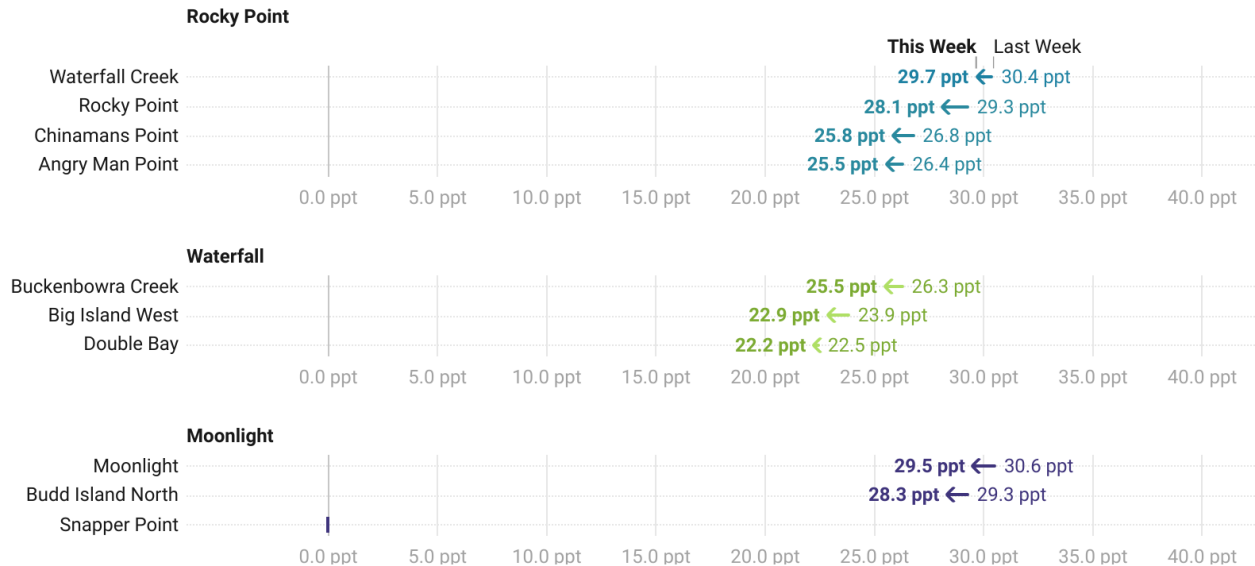 Rocky Point
This Week Last Week
Waterfall Creek 29.7 ppt 30.4 ppt
Rocky Point 28.1 ppt 29.3 ppt
Chinamans Point 25.8 ppt 26.8 ppt
Angry Man Point 25.5 ppt 26.4 ppt
0.0 ppt 5.0 ppt 10.0 ppt 15.0 ppt 20.0 ppt 25.0 ppt 30.0 ppt 35.0 ppt 40.0 ppt
Waterfall
Buckenbowra Creek 25.5 ppt 26.3 ppt
Big Island West 22.9 ppt 23.9 ppt
Double Bay 22.2 ppt 22.5 ppt
0.0 ppt 5.0 ppt 10.0 ppt 15.0 ppt 20.0 ppt 25.0 ppt 30.0 ppt 35.0 ppt 40.0 ppt
Moonlight
Moonlight 29.5 ppt 30.6 ppt
Budd Island North 28.3 ppt 29.3 ppt
Snapper Point
0.0 ppt 5.0 ppt 10.0 ppt 15.0 ppt 20.0 ppt 25.0 ppt 30.0 ppt 35.0 ppt 40.0 ppt